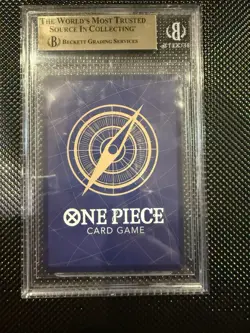 THE WORLD'S MOST TRUSTED
SOURCE IN COLLECTING
BECKETT GRADING SERVICES
ONE PIECE
CARD GAME